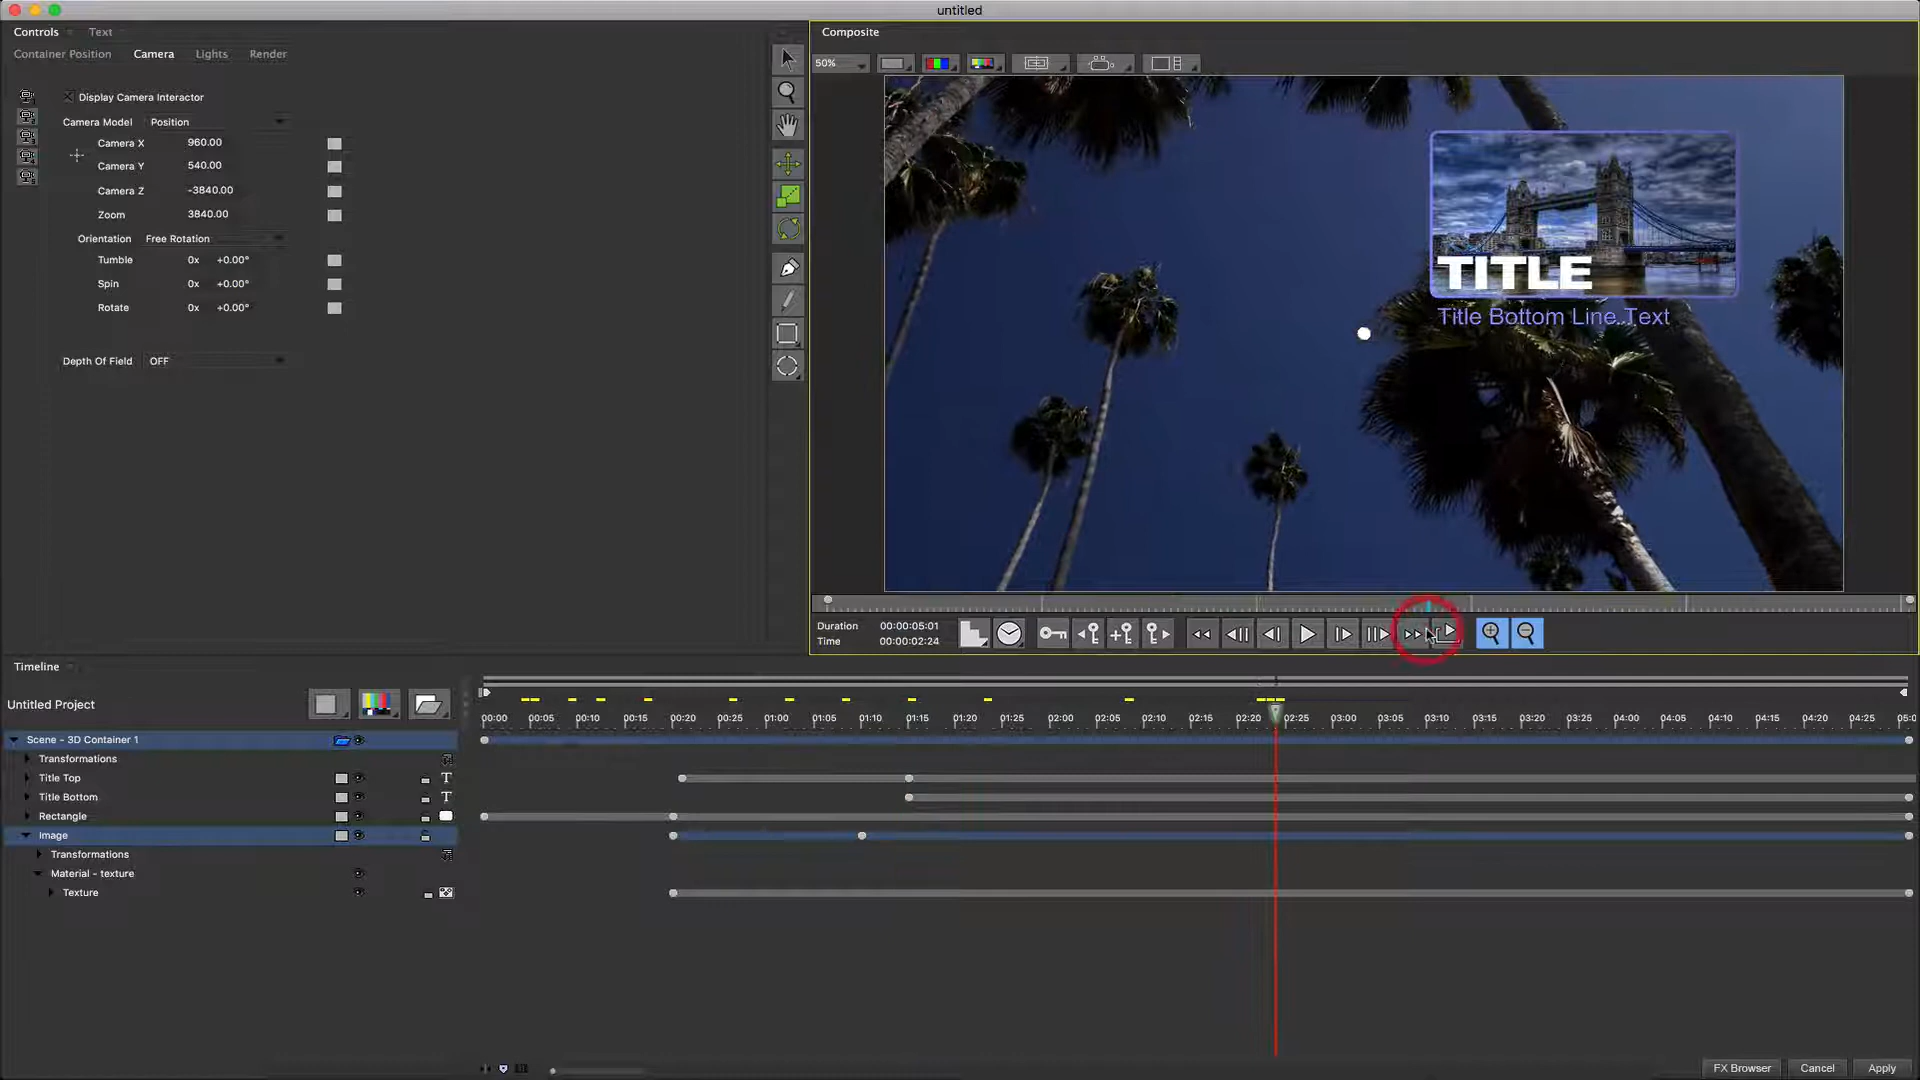 untitled
Controls Text
Container Position Camera Lights Render
Display Camera Interactor
Camera Model Position
Camera X 960.00
Camera Y 540.00
Camera Z -3840.00
Zoom 3840.00
Orientation Free Rotation
Tumble 0x +0.00°
Spin 0x +0.00°
Rotate 0x +0.00°
Depth Of Field OFF
Composite
50%
TITLE
Title Bottom Line Text
Duration 00:00:05:01
Time 00:00:02:24
Timeline
Untitled Project
00:00 00:05 00:10 00:15 00:20 00:25 01:00 01:05 01:10 01:15 01:20 01:25 02:00 02:05 02:10 02:15 02:20 02:25 03:00 03:05 03:10 03:15 03:20 03:25 04:00 04:05 04:10 04:15 04:20 04:25 05:0
Scene - 3D Container 1
Transformations
Title Top T
Title Bottom T
Rectangle
Image
Transformations
Material - texture
Texture
FX Browser Cancel Apply